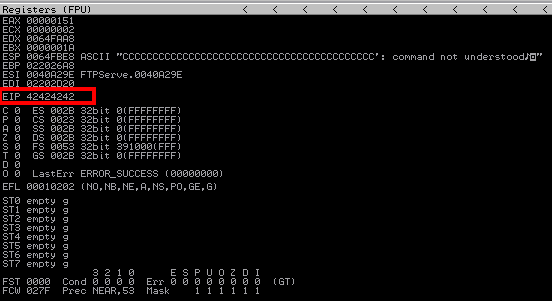 Registers (FPU) < < < < < < < < < < < < < <
EAX 00000151
ECX 00000002
EDX 0064FAA8
EBX 0000001A
ESP 0064FBE8 ASCII "CCCCCCCCCCCCCCCCCCCCCCCCCCCCCCCCCCCCCCCCCCC': command not understood♪◙"
EBP 022026A8
ESI 0040A29E FTPServe.0040A29E
EDI 02202D20
EIP 42424242
C 0 ES 002B 32bit 0(FFFFFFFF)
P 0 CS 0023 32bit 0(FFFFFFFF)
A 0 SS 002B 32bit 0(FFFFFFFF)
Z 0 DS 002B 32bit 0(FFFFFFFF)
S 0 FS 0053 32bit 391000(FFF)
T 0 GS 002B 32bit 0(FFFFFFFF)
D 0
O 0 LastErr ERROR_SUCCESS (00000000)
EFL 00010202 (NO,NB,NE,A,NS,PO,GE,G)
ST0 empty g
ST1 empty g
ST2 empty g
ST3 empty g
ST4 empty g
ST5 empty g
ST6 empty g
ST7 empty g
3 2 1 0 E S P U O Z D I
FST 0000 Cond 0 0 0 0 Err 0 0 0 0 0 0 0 0 (GT)
FCW 027F Prec NEAR,53 Mask 1 1 1 1 1 1